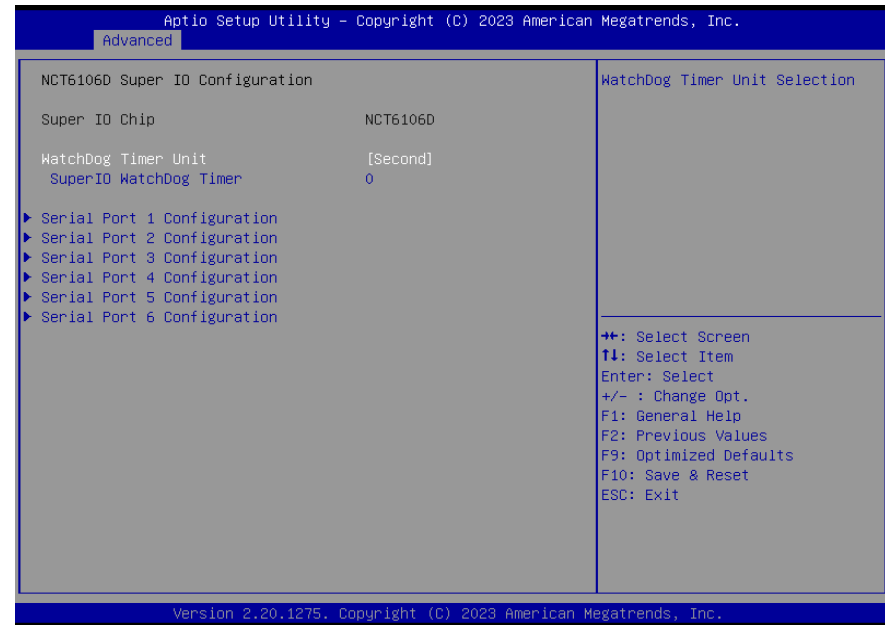 Aptio Setup Utility – Copyright (C) 2023 American Megatrends, Inc.
Advanced
NCT6106D Super IO Configuration
Super IO Chip NCT6106D
WatchDog Timer Unit [Second]
SuperIO WatchDog Timer 0
▶ Serial Port 1 Configuration
▶ Serial Port 2 Configuration
▶ Serial Port 3 Configuration
▶ Serial Port 4 Configuration
▶ Serial Port 5 Configuration
▶ Serial Port 6 Configuration
WatchDog Timer Unit Selection
→←: Select Screen
↑↓: Select Item
Enter: Select
+/- : Change Opt.
F1: General Help
F2: Previous Values
F9: Optimized Defaults
F10: Save & Reset
ESC: Exit
Version 2.20.1275. Copyright (C) 2023 American Megatrends, Inc.